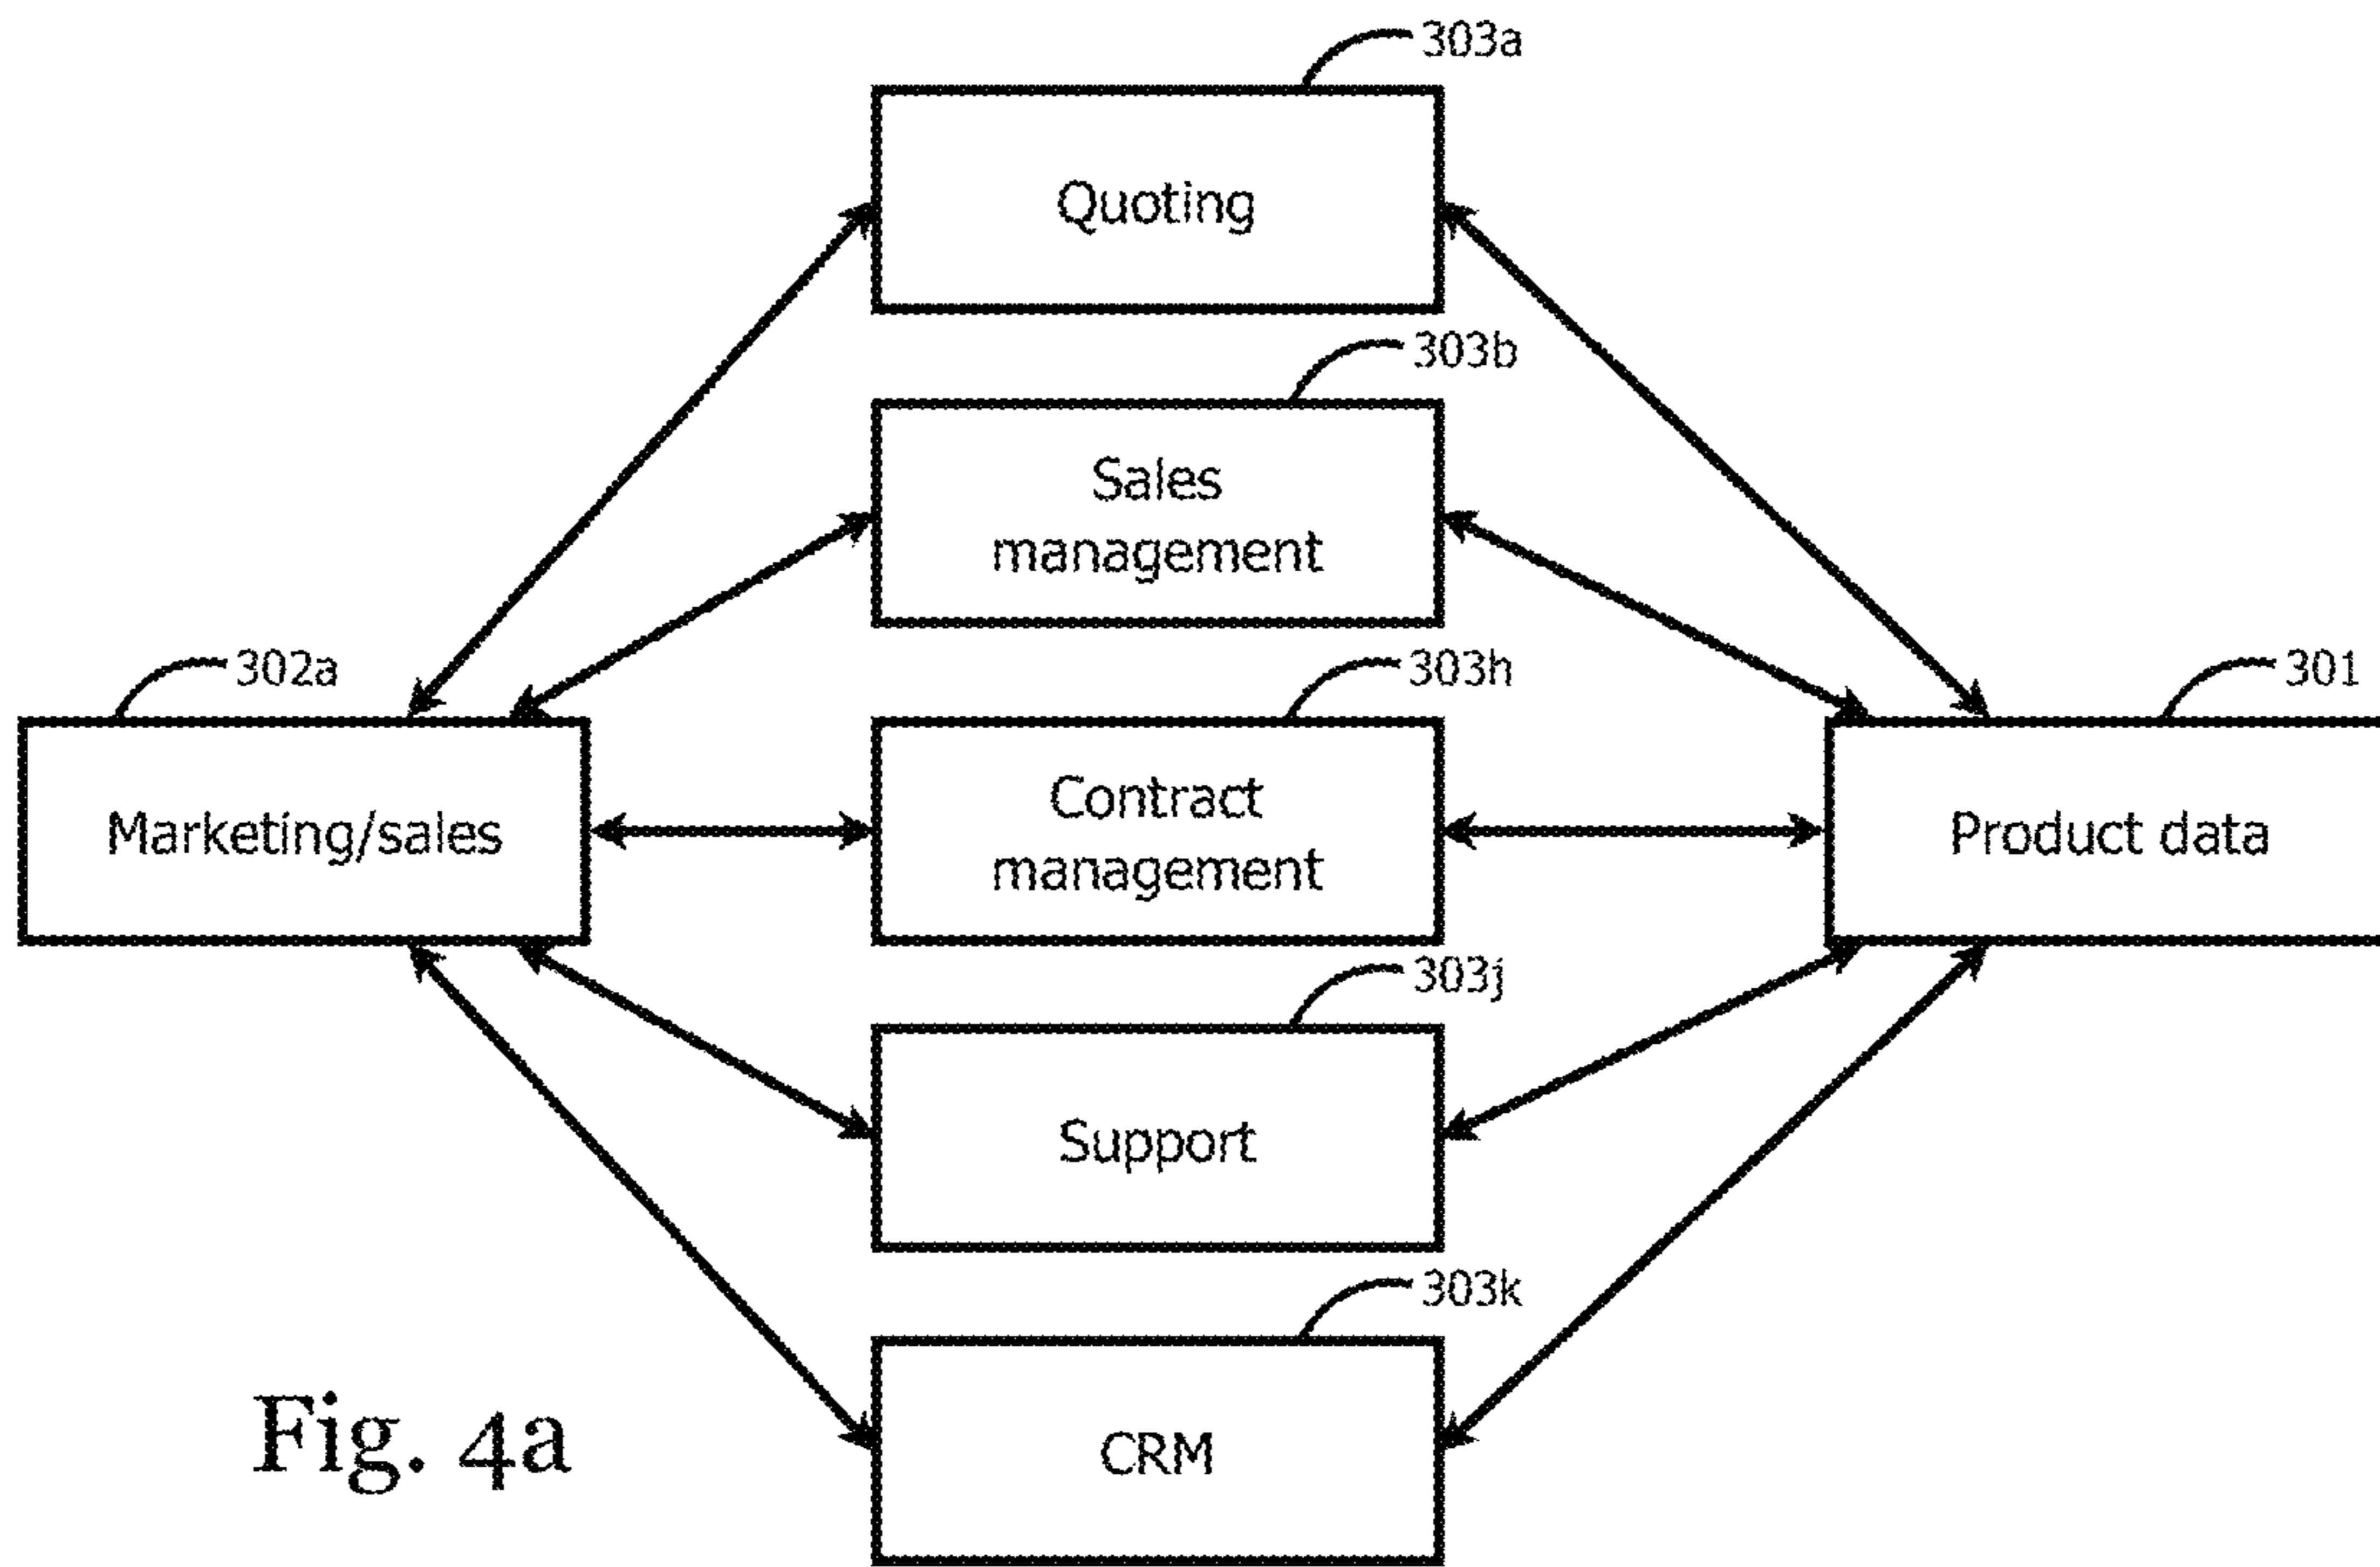 303a
Quoting
303b
Sales
management
302a
303h
301
Marketing/sales
Contract
management
Product data
303j
Support
303k
CRM
Fig. 4a